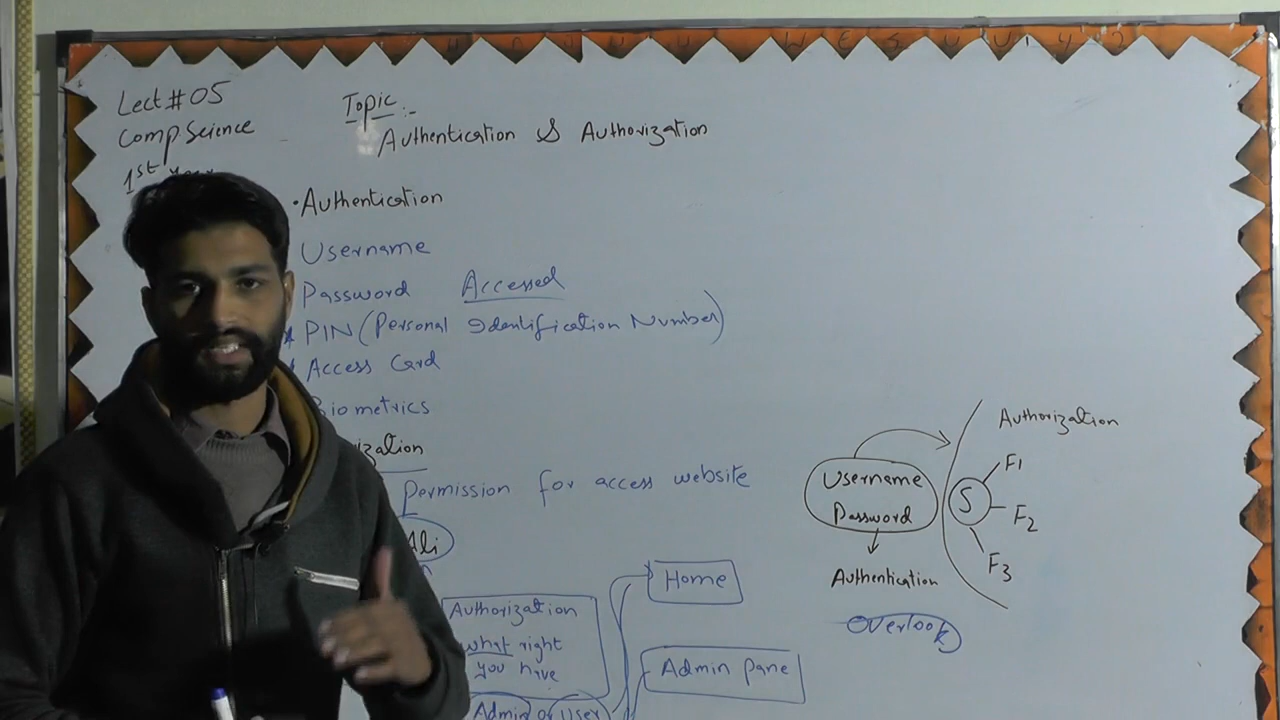 Lect#05
Comp Science
1st year
Topic:-
Authentication & Authorization
• Authentication
Username
Password Accessed
* PIN (Personal Identification Number)
Access Card
Biometrics
ization
Permission for access website
Ali
Authorization
what right
you have
Admin or User
Home
Admin pane
Username
Password
Authentication
Overlook
Authorization
S
F1
F2
F3